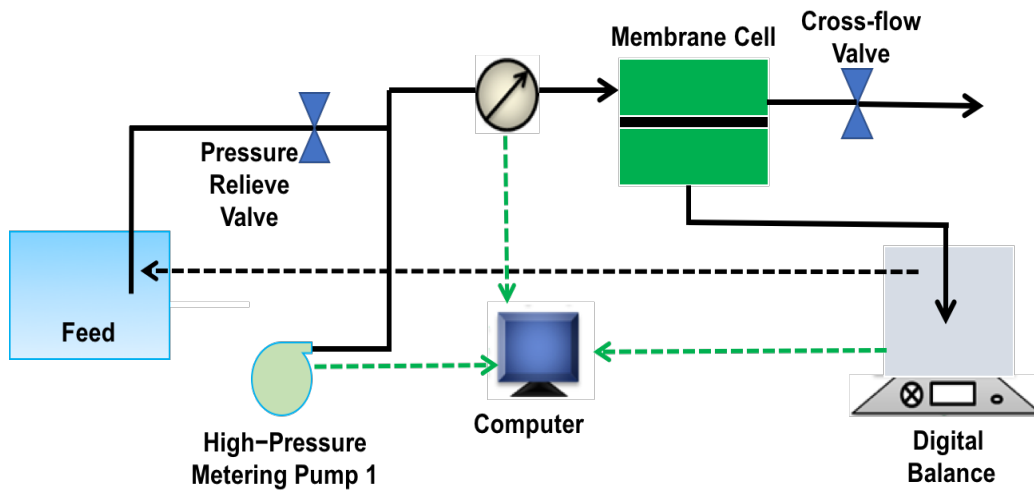 Membrane Cell
Cross-flow
Valve
Pressure
Relieve
Valve
Feed
Computer
High−Pressure
Metering Pump 1
Digital
Balance